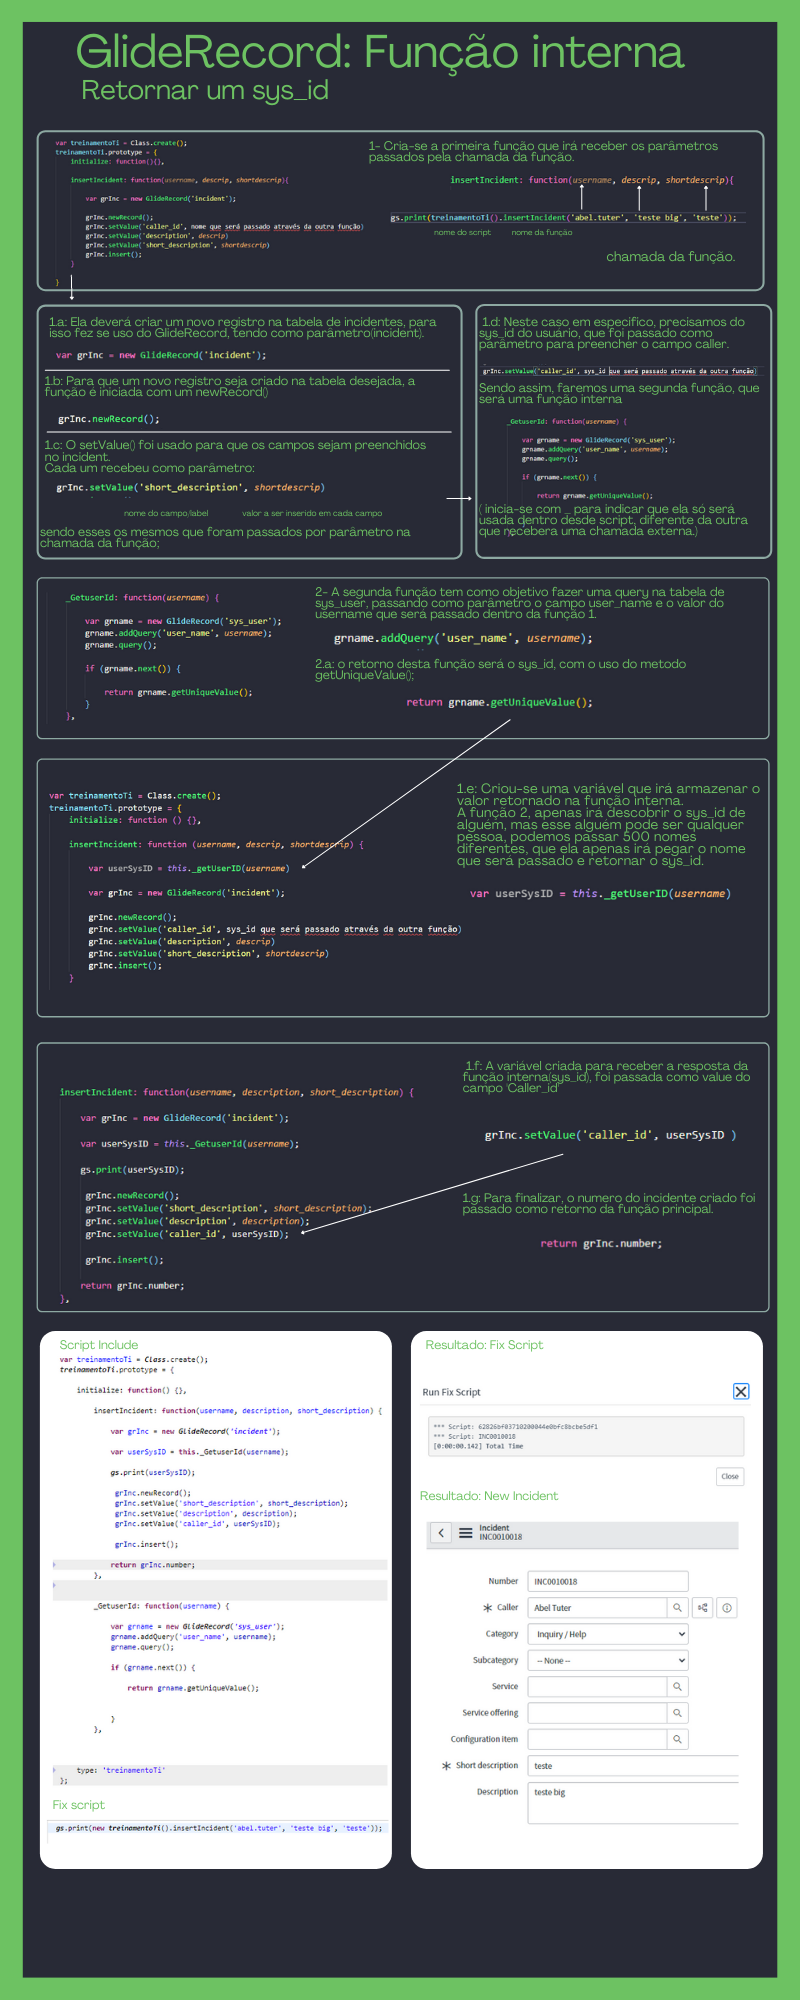 GlideRecord: Função interna
Retornar um sys_id
var treinamentoTi = Class.create();
treinamentoTi.prototype = {
initialize: function(){},
insertIncident: function(username, descrip, shortdescrip){
var grInc = new GlideRecord('incident');
grInc.newRecord();
grInc.setValue('caller_id', nome que será passado através da outra função)
grInc.setValue('description', descrip)
grInc.setValue('short_description', shortdescrip)
grInc.insert();
}
}
1- Cria-se a primeira função que irá receber os parâmetros
passados pela chamada da função.
insertIncident: function(username, descrip, shortdescrip){
gs.print(treinamentoTi().insertIncident('abel.tuter', 'teste big', 'teste'));
nome do script nome da função
chamada da função.
1.a: Ela deverá criar um novo registro na tabela de incidentes, para
isso fez se uso do GlideRecord, tendo como parâmetro(incident).
var grInc = new GlideRecord('incident');
1.b: Para que um novo registro seja criado na tabela desejada, a
função é iniciada com um newRecord()
grInc.newRecord();
1.c: O setValue() foi usado para que os campos sejam preenchidos
no incident.
Cada um recebeu como parâmetro:
grInc.setValue('short_description', shortdescrip)
nome do campo/label valor a ser inserido em cada campo
sendo esses os mesmos que foram passados por parâmetro na
chamada da função;
1.d: Neste caso em especifico, precisamos do
sys_id do usuário, que foi passado como
parâmetro para preencher o campo caller.
grInc.setValue('caller_id', sys_id que será passado através da outra função)
Sendo assim, faremos uma segunda função, que
será uma função interna
_GetuserId: function(username) {
var grname = new GlideRecord('sys_user');
grname.addQuery('user_name', username);
grname.query();
if (grname.next()) {
return grname.getUniqueValue();
( inicia-se com _ para indicar que ela só será
usada dentro desde script, diferente da outra
que recebera uma chamada externa.)
_GetuserId: function(username) {
var grname = new GlideRecord('sys_user');
grname.addQuery('user_name', username);
grname.query();
if (grname.next()) {
return grname.getUniqueValue();
}
},
2- A segunda função tem como objetivo fazer uma query na tabela de
sys_user, passando como parâmetro o campo user_name e o valor do
username que será passado dentro da função 1.
grname.addQuery('user_name', username);
2.a: o retorno desta função será o sys_id, com o uso do metodo
getUniqueValue();
return grname.getUniqueValue();
var treinamentoTi = Class.create();
treinamentoTi.prototype = {
initialize: function () {},
insertIncident: function (username, descrip, shortdescrip) {
var userSysID = this._getUserID(username)
var grInc = new GlideRecord('incident');
grInc.newRecord();
grInc.setValue('caller_id', sys_id que será passado através da outra função)
grInc.setValue('description', descrip)
grInc.setValue('short_description', shortdescrip)
grInc.insert();
}
1.e: Criou-se uma variável que irá armazenar o
valor retornado na função interna.
A função 2, apenas irá descobrir o sys_id de
alguém, mas esse alguém pode ser qualquer
pessoa, podemos passar 500 nomes
diferentes, que ela apenas irá pegar o nome
que será passado e retornar o sys_id.
var userSysID = this._getUserID(username)
insertIncident: function(username, description, short_description) {
var grInc = new GlideRecord('incident');
var userSysID = this._GetuserId(username);
gs.print(userSysID);
grInc.newRecord();
grInc.setValue('short_description', short_description);
grInc.setValue('description', description);
grInc.setValue('caller_id', userSysID);
grInc.insert();
return grInc.number;
},
1.f: A variável criada para receber a resposta da
função interna(sys_id), foi passada como value do
campo 'Caller_id'
grInc.setValue('caller_id', userSysID )
1.g: Para finalizar, o numero do incidente criado foi
passado como retorno da função principal.
return grInc.number;
Script Include
var treinamentoTi = Class.create();
treinamentoTi.prototype = {
initialize: function() {},
insertIncident: function(username, description, short_description) {
var grInc = new GlideRecord('incident');
var userSysID = this._GetuserId(username);
gs.print(userSysID);
grInc.newRecord();
grInc.setValue('short_description', short_description);
grInc.setValue('description', description);
grInc.setValue('caller_id', userSysID);
grInc.insert();
return grInc.number;
},
_GetuserId: function(username) {
var grname = new GlideRecord('sys_user');
grname.addQuery('user_name', username);
grname.query();
if (grname.next()) {
return grname.getUniqueValue();
}
},
type: 'treinamentoTi'
};
Fix script
gs.print(new treinamentoTi().insertIncident('abel.tuter', 'teste big', 'teste'));
Resultado: Fix Script
Run Fix Script
*** Script: 62826bf03710200044e0bfc8bcbe5df1
*** Script: INC0010018
[0:00:00.142] Total Time
Close
Resultado: New Incident
Incident
INC0010018
Number INC0010018
Caller Abel Tuter
Category Inquiry / Help
Subcategory -- None --
Service
Service offering
Configuration item
Short description teste
Description teste big